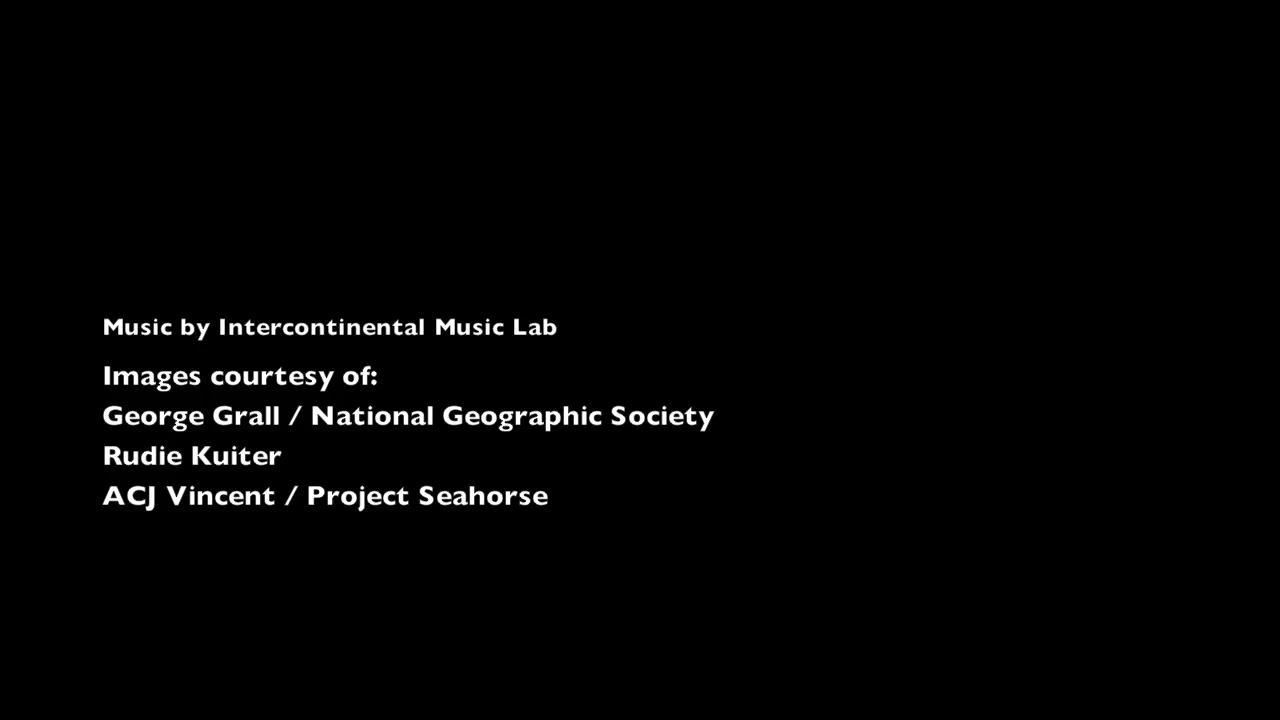 Music by Intercontinental Music Lab
Images courtesy of:
George Grall / National Geographic Society
Rudie Kuiter
ACJ Vincent / Project Seahorse